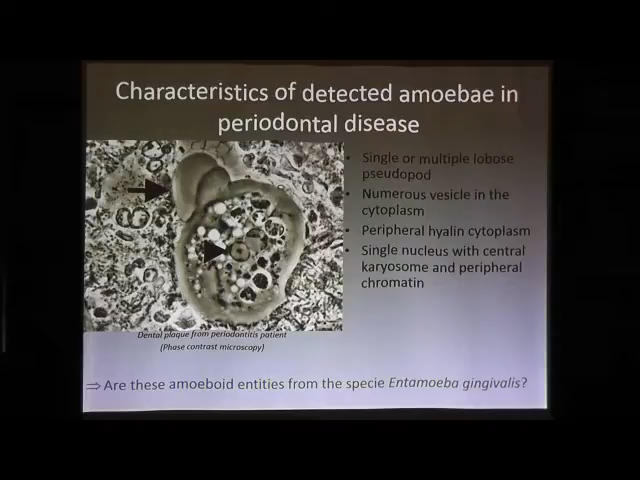 Characteristics of detected amoebae in
periodontal disease
• Single or multiple lobose
pseudopod
• Numerous vesicle in the
cytoplasm
• Peripheral hyalin cytoplasm
• Single nucleus with central
karyosome and peripheral
chromatin
Dental plaque from periodontitis patient
(Phase contrast microscopy)
⇒ Are these amoeboid entities from the specie Entamoeba gingivalis?